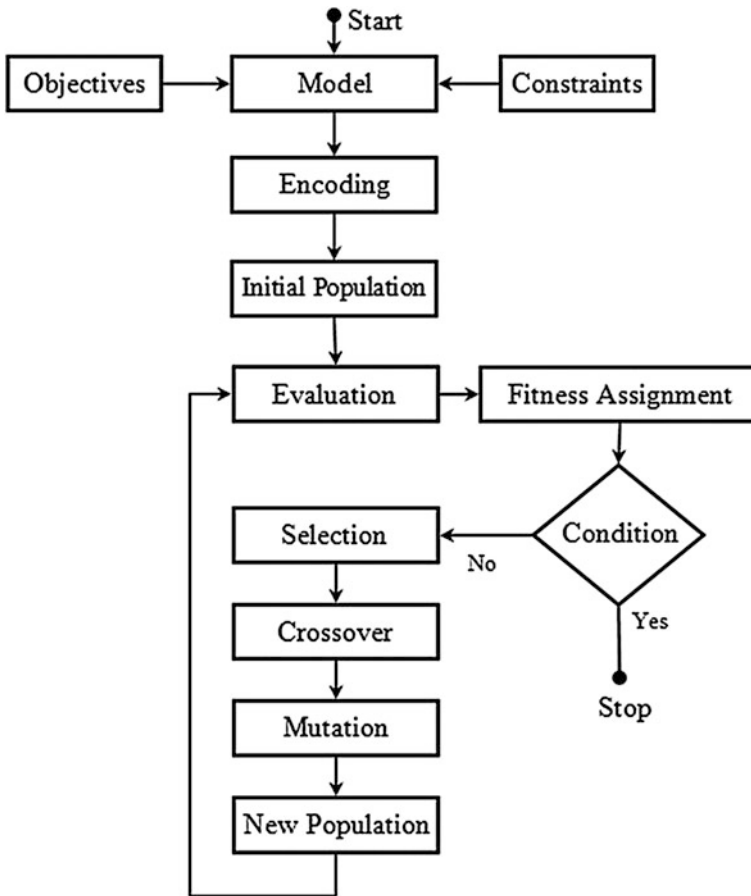 Start
Objectives
Model
Constraints
Encoding
Initial Population
Evaluation
Fitness Assignment
Condition
Selection
No
Crossover
Yes
Mutation
Stop
New Population